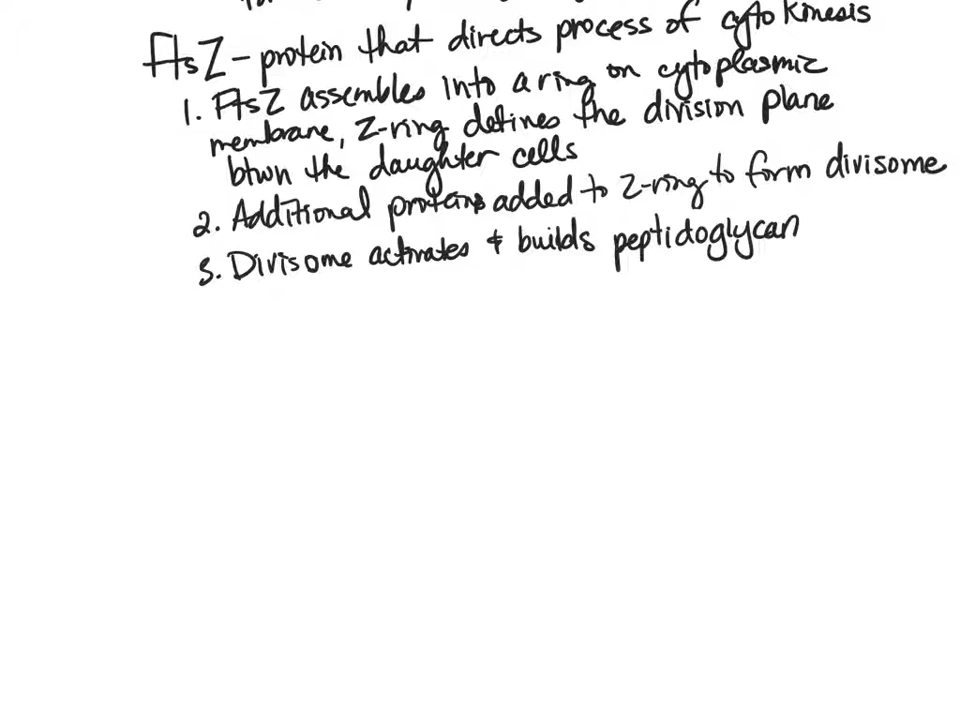 FtsZ - protein that directs process of cytokinesis
1. FtsZ assembles into a ring on cytoplasmic
membrane, Z-ring defines the division plane
btwn the daughter cells
2. Additional proteins added to Z-ring to form divisome
3. Divisome activates & builds peptidoglycan